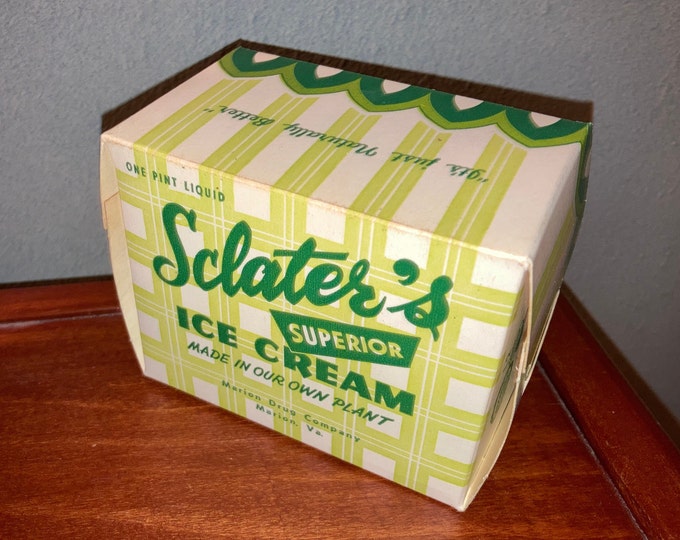 "It's just Naturally Better"
ONE PINT LIQUID
Sclater's
SUPERIOR
ICE CREAM
MADE IN OUR OWN PLANT
Marion Drug Company
Marion, Va.